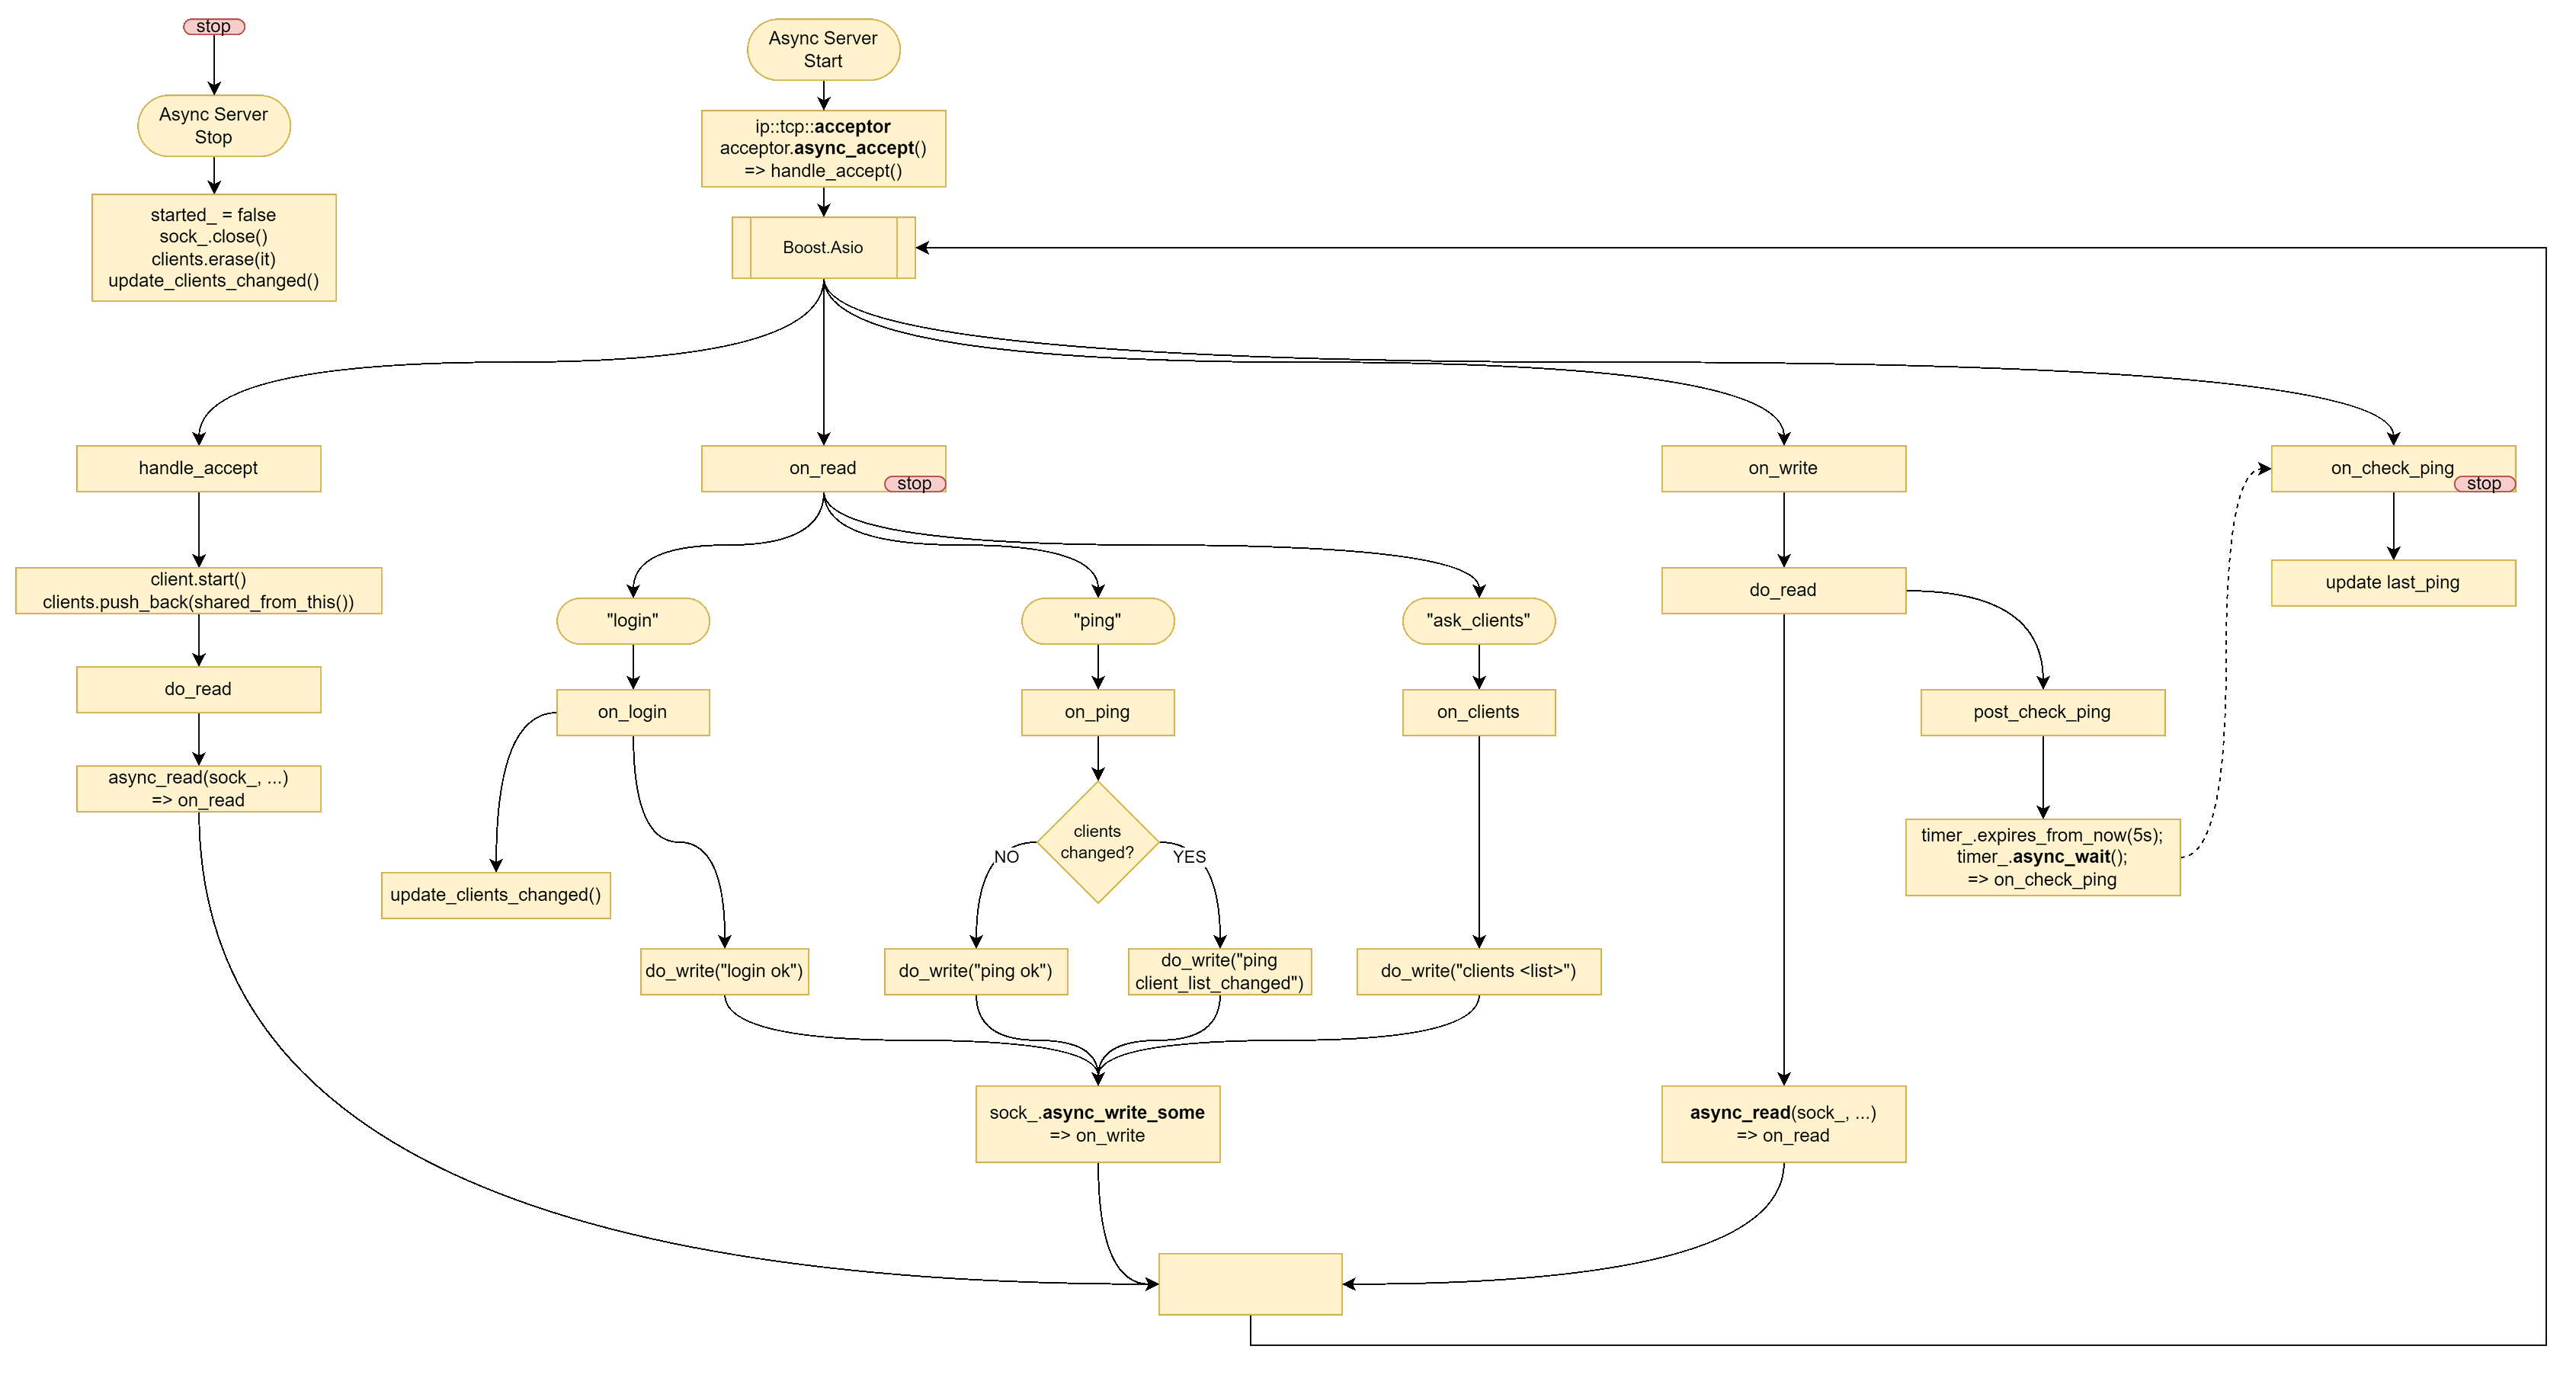 stop
Async Server
Stop
started_ = false
sock_.close()
clients.erase(it)
update_clients_changed()
Async Server
Start
ip::tcp::acceptor
acceptor.async_accept()
=> handle_accept()
Boost.Asio
handle_accept
client.start()
clients.push_back(shared_from_this())
do_read
async_read(sock_, ...)
=> on_read
on_read
stop
"login"
on_login
update_clients_changed()
do_write("login ok")
"ping"
on_ping
clients
changed?
NO
YES
do_write("ping ok")
do_write("ping
client_list_changed")
"ask_clients"
on_clients
do_write("clients <list>")
sock_.async_write_some
=> on_write
on_write
do_read
post_check_ping
timer_.expires_from_now(5s);
timer_.async_wait();
=> on_check_ping
async_read(sock_, ...)
=> on_read
on_check_ping
stop
update last_ping